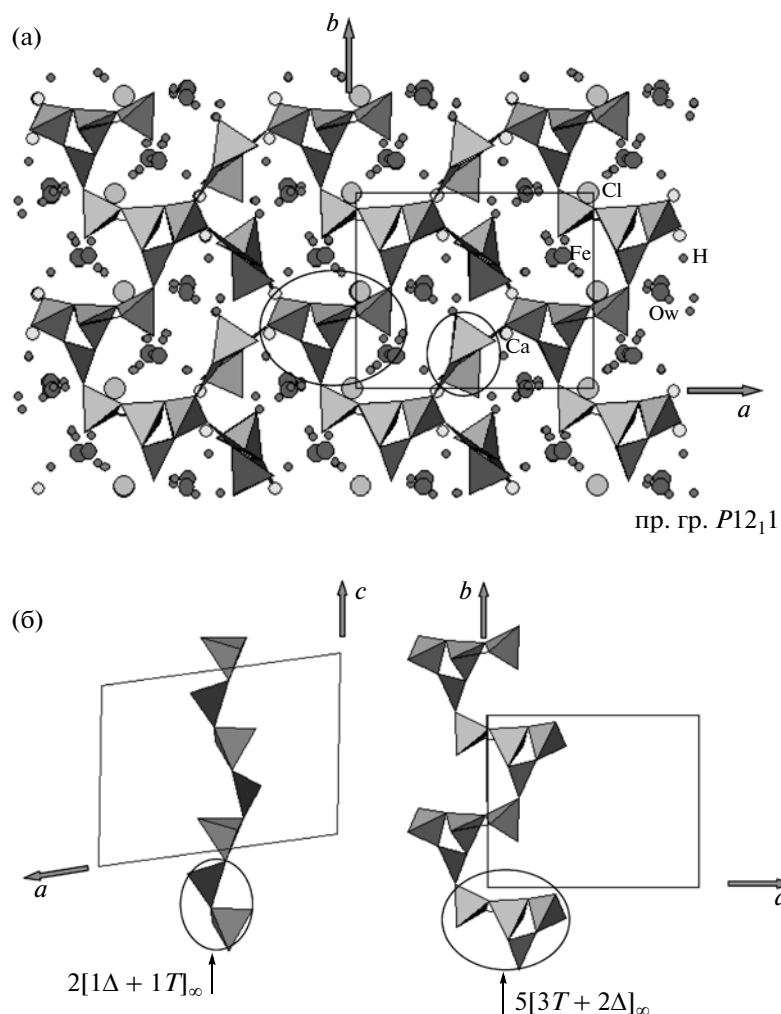 (а)
b
Cl
Fe
H
Ow
Ca
a
пр. гр. P12₁1
(б)
c
b
a
a
2[1Δ + 1T]∞
5[3T + 2Δ]∞